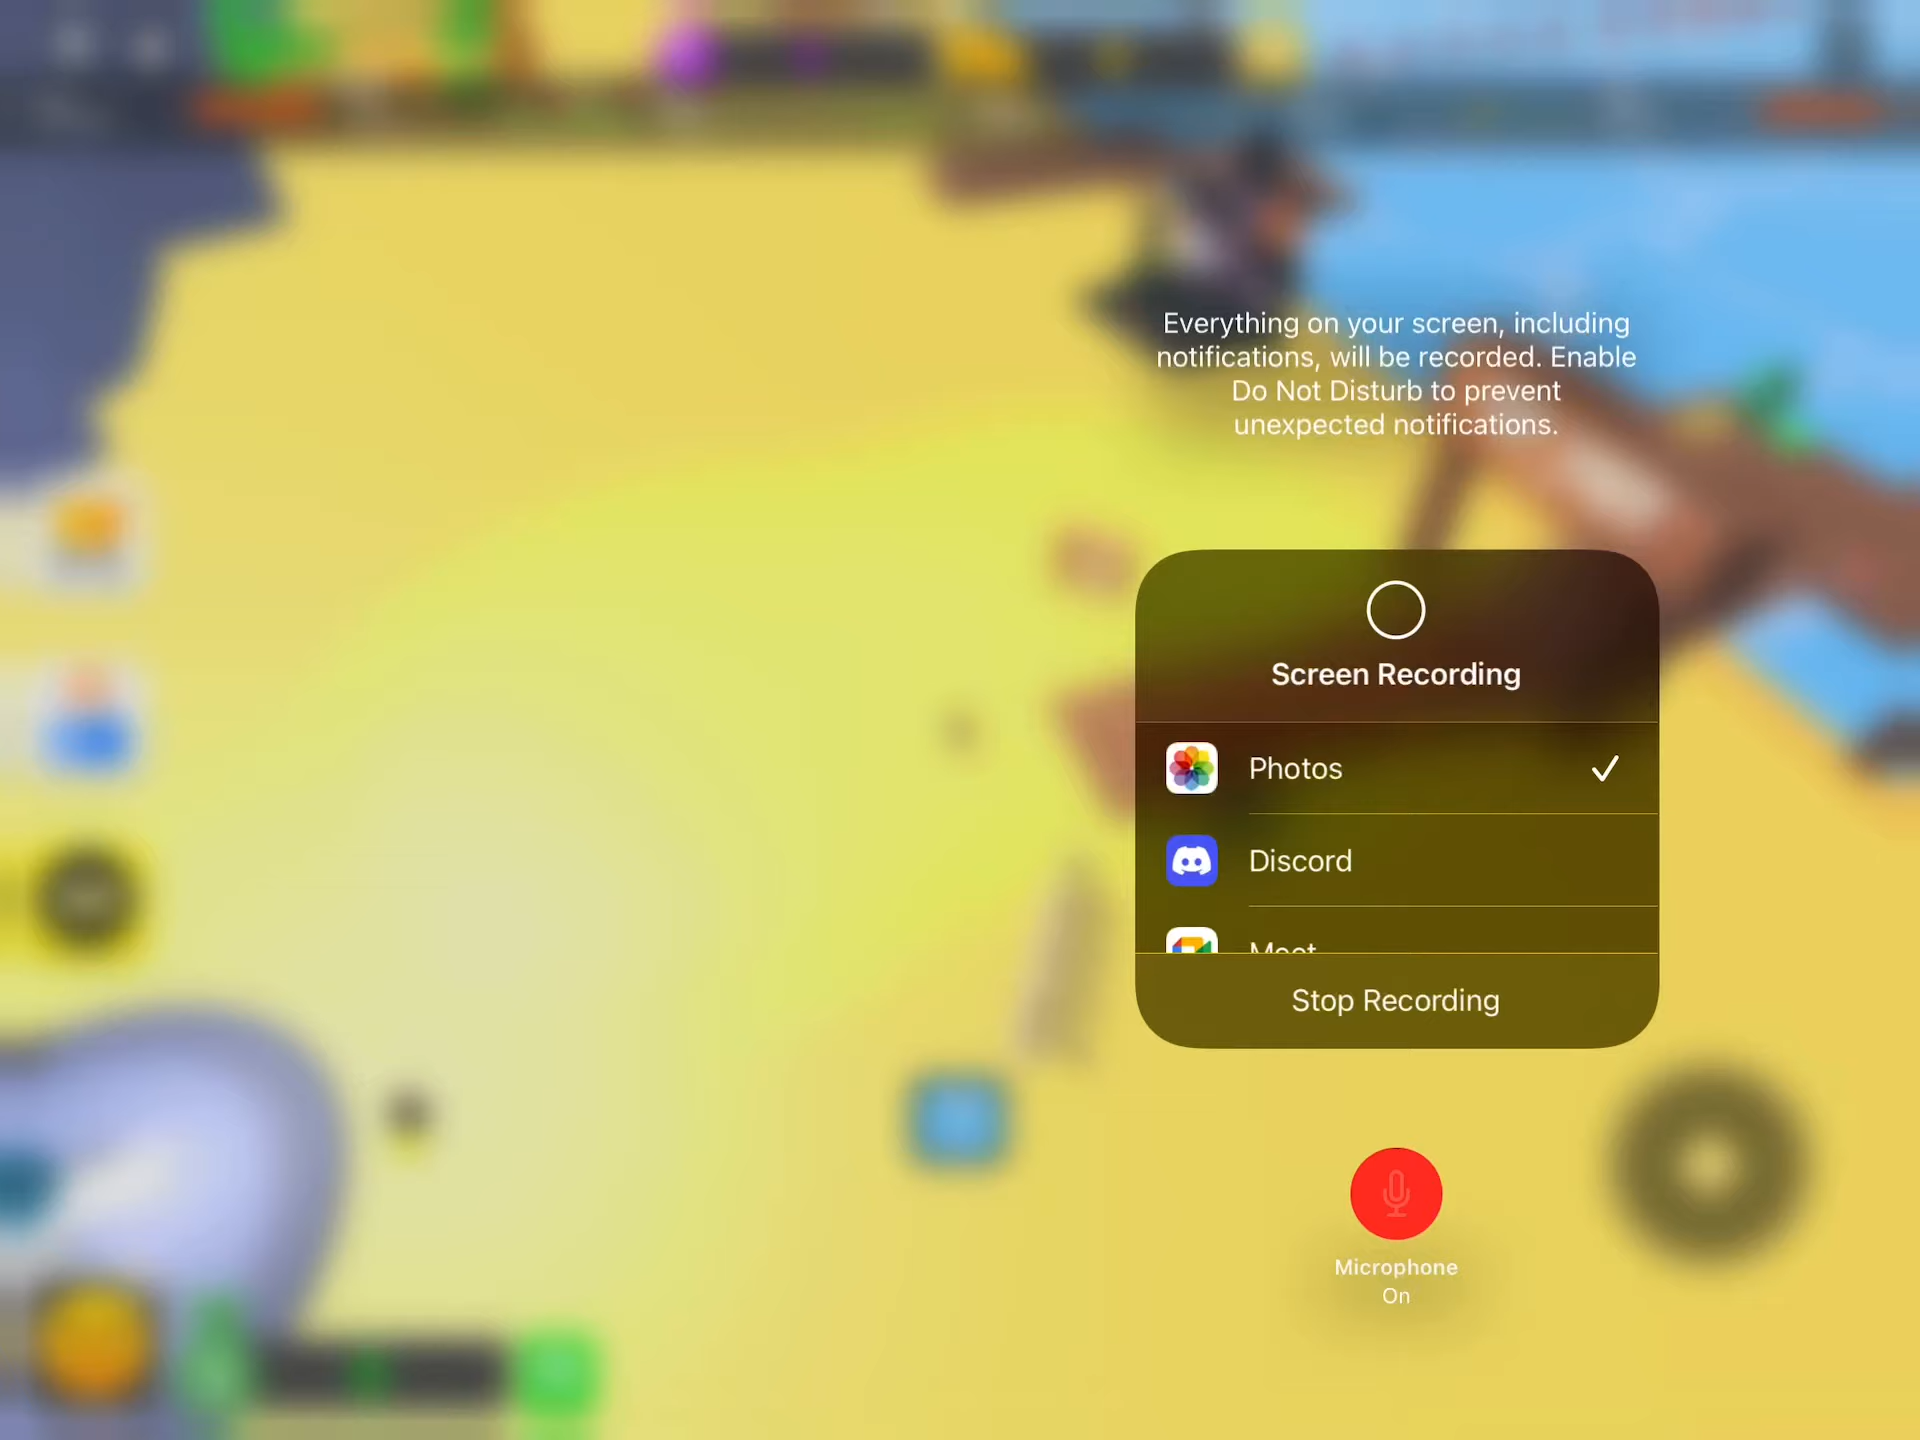 Everything on your screen, including
notifications, will be recorded. Enable
Do Not Disturb to prevent
unexpected notifications.
Screen Recording
Photos
Discord
Meet
Stop Recording
Microphone
On